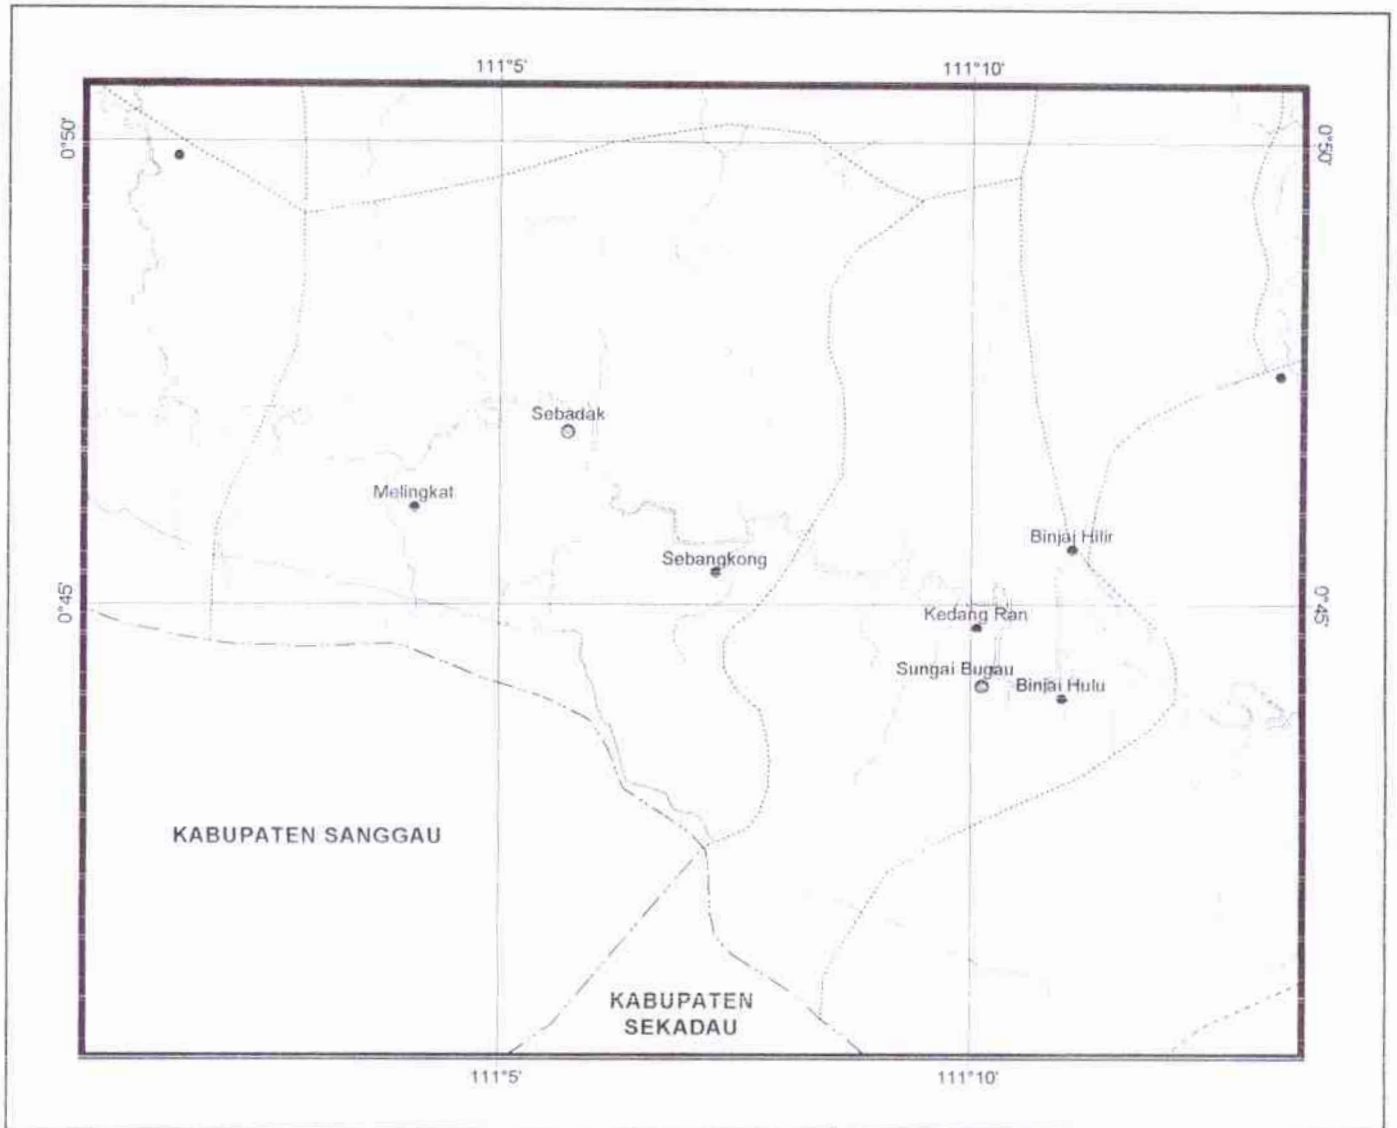 111°5'
111°10'
0°50'
0°50'
Sebadak
Melingkat
Binjai Hilir
Sebangkong
0°45'
0°45'
Kedang Ran
Sungai Bugau
Binjai Hulu
KABUPATEN SANGGAU
KABUPATEN
SEKADAU
111°5'
111°10'